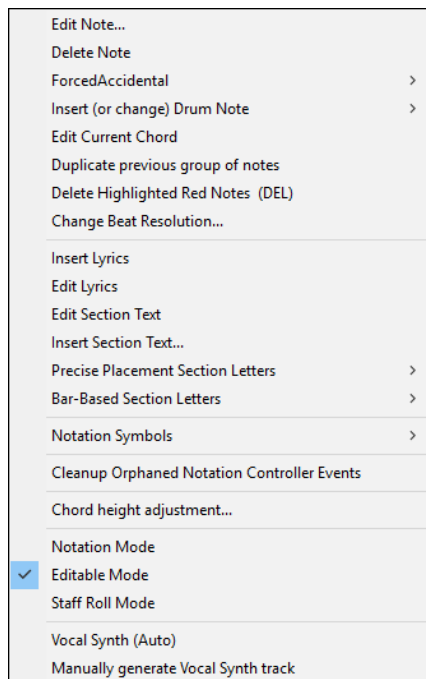 Edit Note...
Delete Note
ForcedAccidental
Insert (or change) Drum Note
Edit Current Chord
Duplicate previous group of notes
Delete Highlighted Red Notes  (DEL)
Change Beat Resolution...
Insert Lyrics
Edit Lyrics
Edit Section Text
Insert Section Text...
Precise Placement Section Letters
Bar-Based Section Letters
Notation Symbols
Cleanup Orphaned Notation Controller Events
Chord height adjustment...
Notation Mode
Editable Mode
Staff Roll Mode
Vocal Synth (Auto)
Manually generate Vocal Synth track